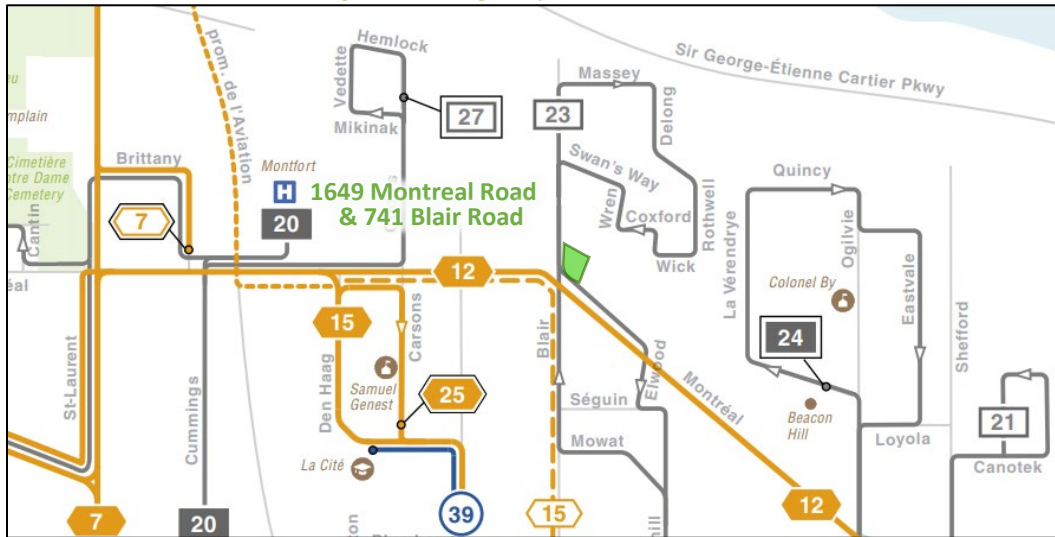 Hemlock
Sir George-Étienne Cartier Pkwy
prom. de l'Aviation
Vedette
Massey
27
23
Mikinak
Delong
Cimetière
Notre Dame
Cemetery
Brittany
Montfort
H
Swan's Way
Quincy
1649 Montreal Road
& 741 Blair Road
Wren
Coxford
Rothwell
Cantin
7
20
Wick
La Vérendrye
Ogilvie
Eastvale
Shefford
Colonel By
12
15
Carsons
Blair
24
St-Laurent
Den Haag
Samuel
Genest
25
Elwood
Montréal
Séguin
Beacon
Hill
21
Cummings
Mowat
Loyola
La Cité
Canotek
7
20
39
15
12